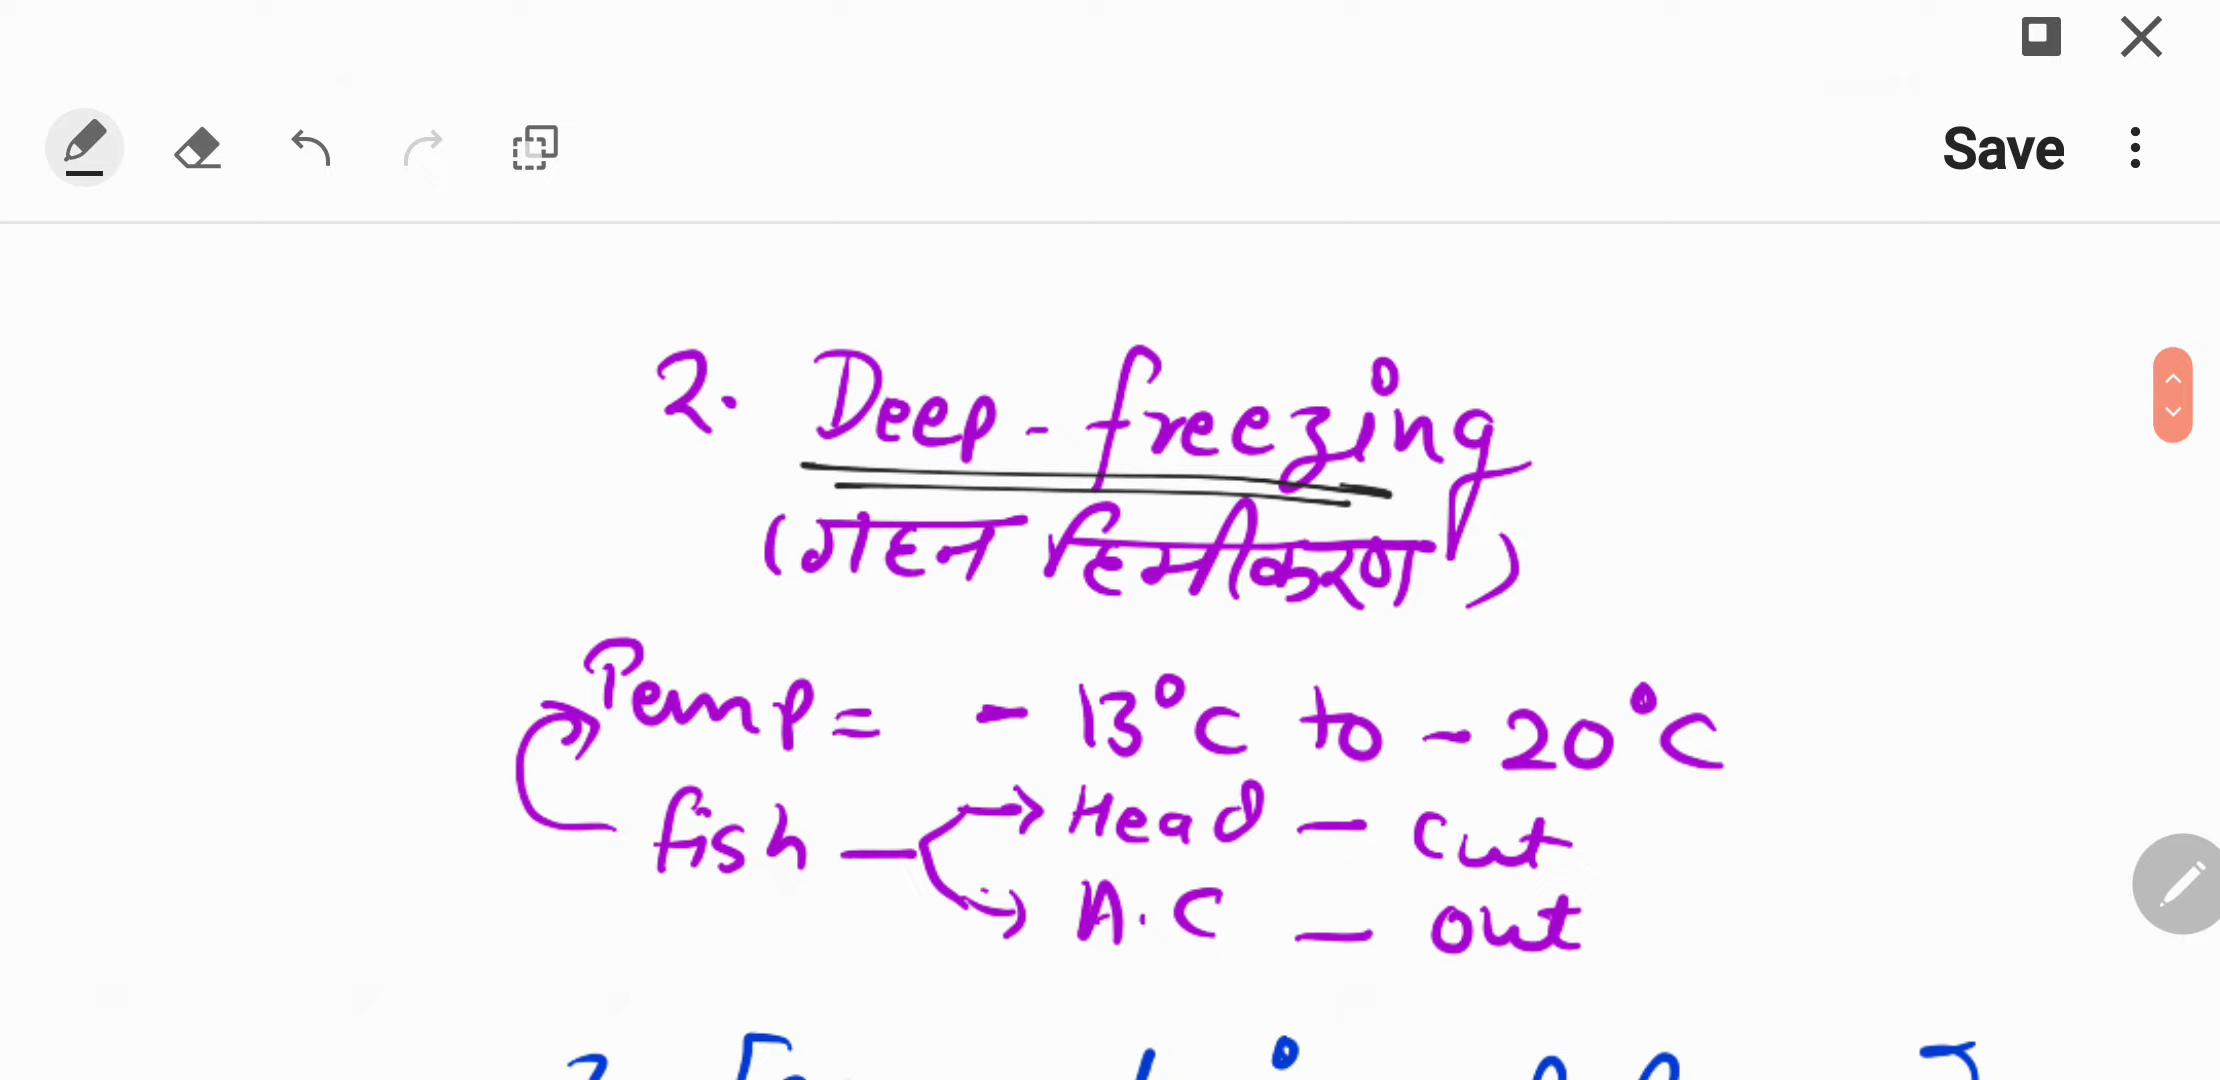 Save
2. Deep-freezing
(गहन हिमीकरण)
Temp = - 13°C to - 20°C
fish → Head - Cut
→ A.C - out